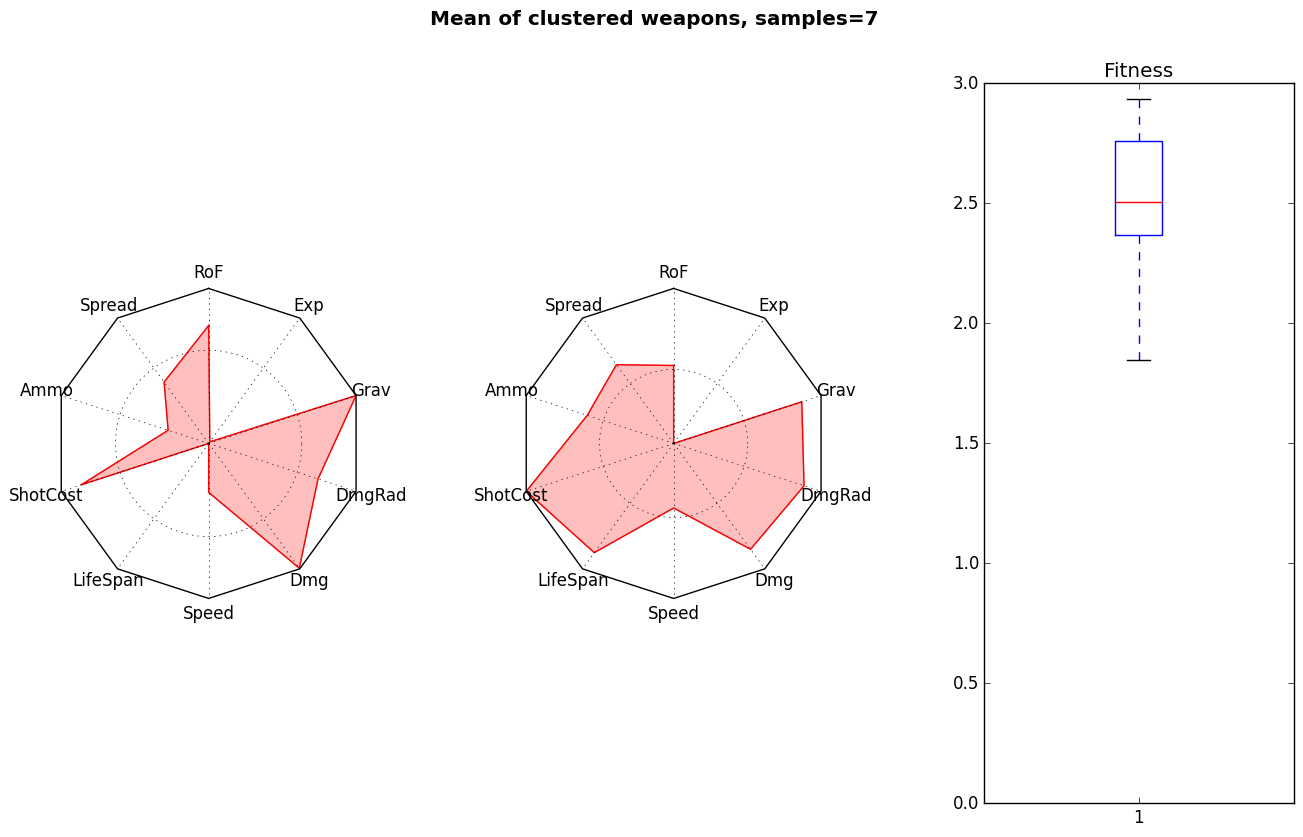 Mean of clustered weapons, samples=7
RoF
Exp
Spread
Grav
Ammo
DmgRad
ShotCost
Dmg
LifeSpan
Speed
RoF
Exp
Spread
Grav
Ammo
DmgRad
ShotCost
Dmg
LifeSpan
Speed
Fitness
3.0
2.5
2.0
1.5
1.0
0.5
0.0
1